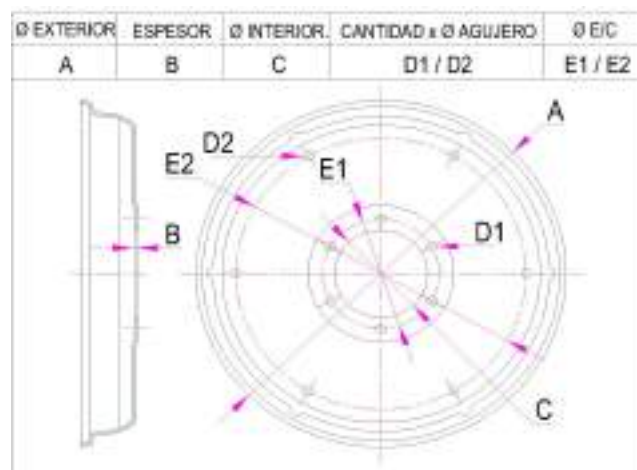 Ø EXTERIOR ESPESOR Ø INTERIOR. CANTIDAD x Ø AGUJERO Ø E/C
A B C D1 / D2 E1 / E2
A
D2
E2 E1
B D1
C